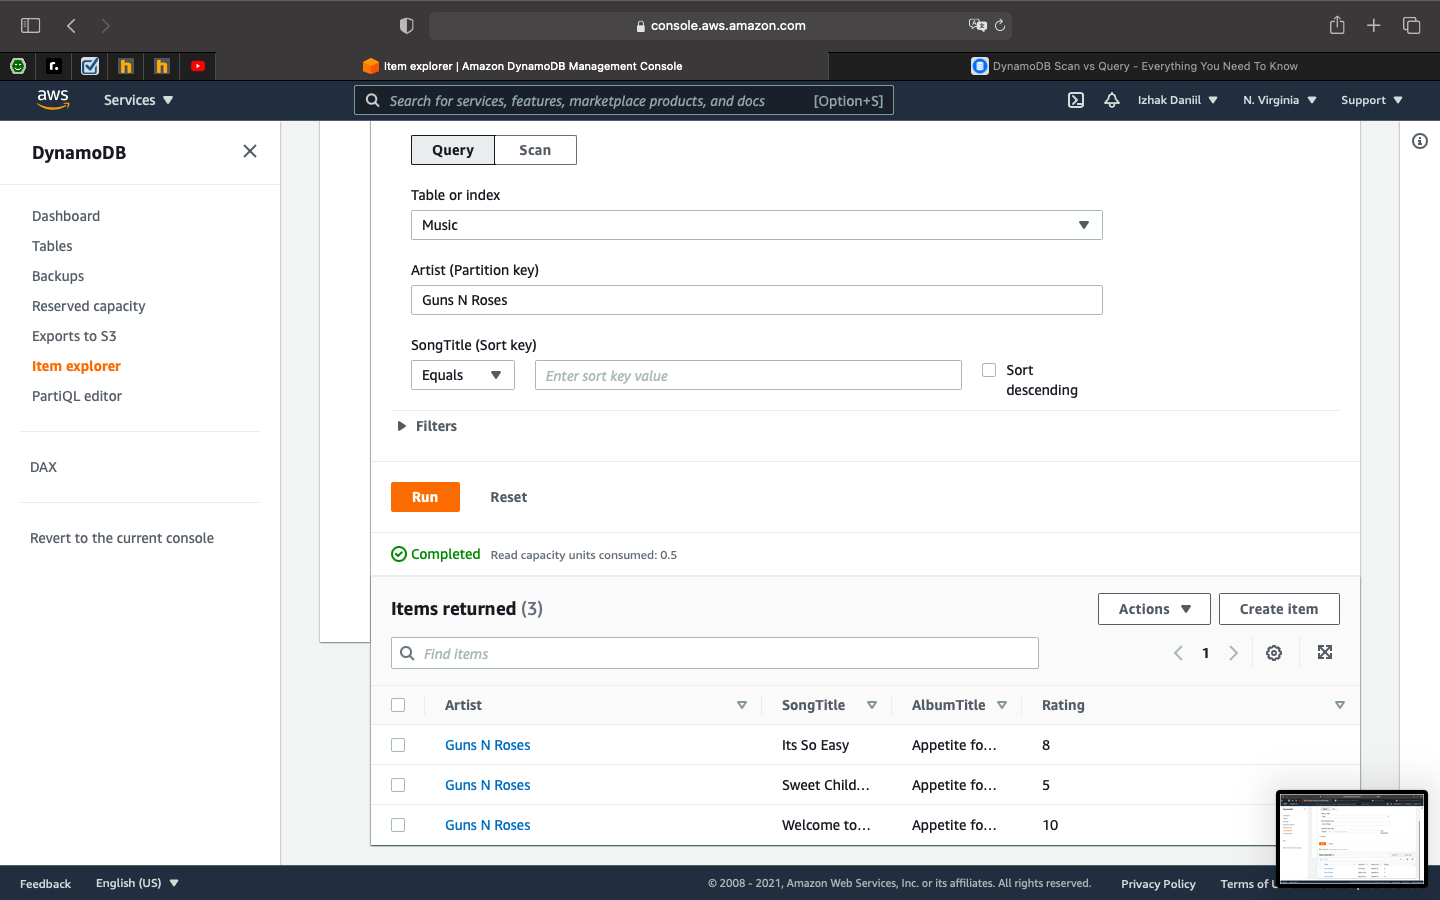 console.aws.amazon.com
Item explorer | Amazon DynamoDB Management Console
DynamoDB Scan vs Query - Everything You Need To Know
aws
Services
Search for services, features, marketplace products, and docs [Option+S]
Izhak Daniil
N. Virginia
Support
DynamoDB
Dashboard
Tables
Backups
Reserved capacity
Exports to S3
Item explorer
PartiQL editor
DAX
Revert to the current console
Query
Scan
Table or index
Music
Artist (Partition key)
Guns N Roses
SongTitle (Sort key)
Equals
Enter sort key value
Sort
descending
Filters
Run
Reset
Completed Read capacity units consumed: 0.5
Items returned (3)
Actions
Create item
Find items
1
Artist SongTitle AlbumTitle Rating
Guns N Roses Its So Easy Appetite fo... 8
Guns N Roses Sweet Child... Appetite fo... 5
Guns N Roses Welcome to... Appetite fo... 10
Feedback
English (US)
© 2008 - 2021, Amazon Web Services, Inc. or its affiliates. All rights reserved.
Privacy Policy
Terms of